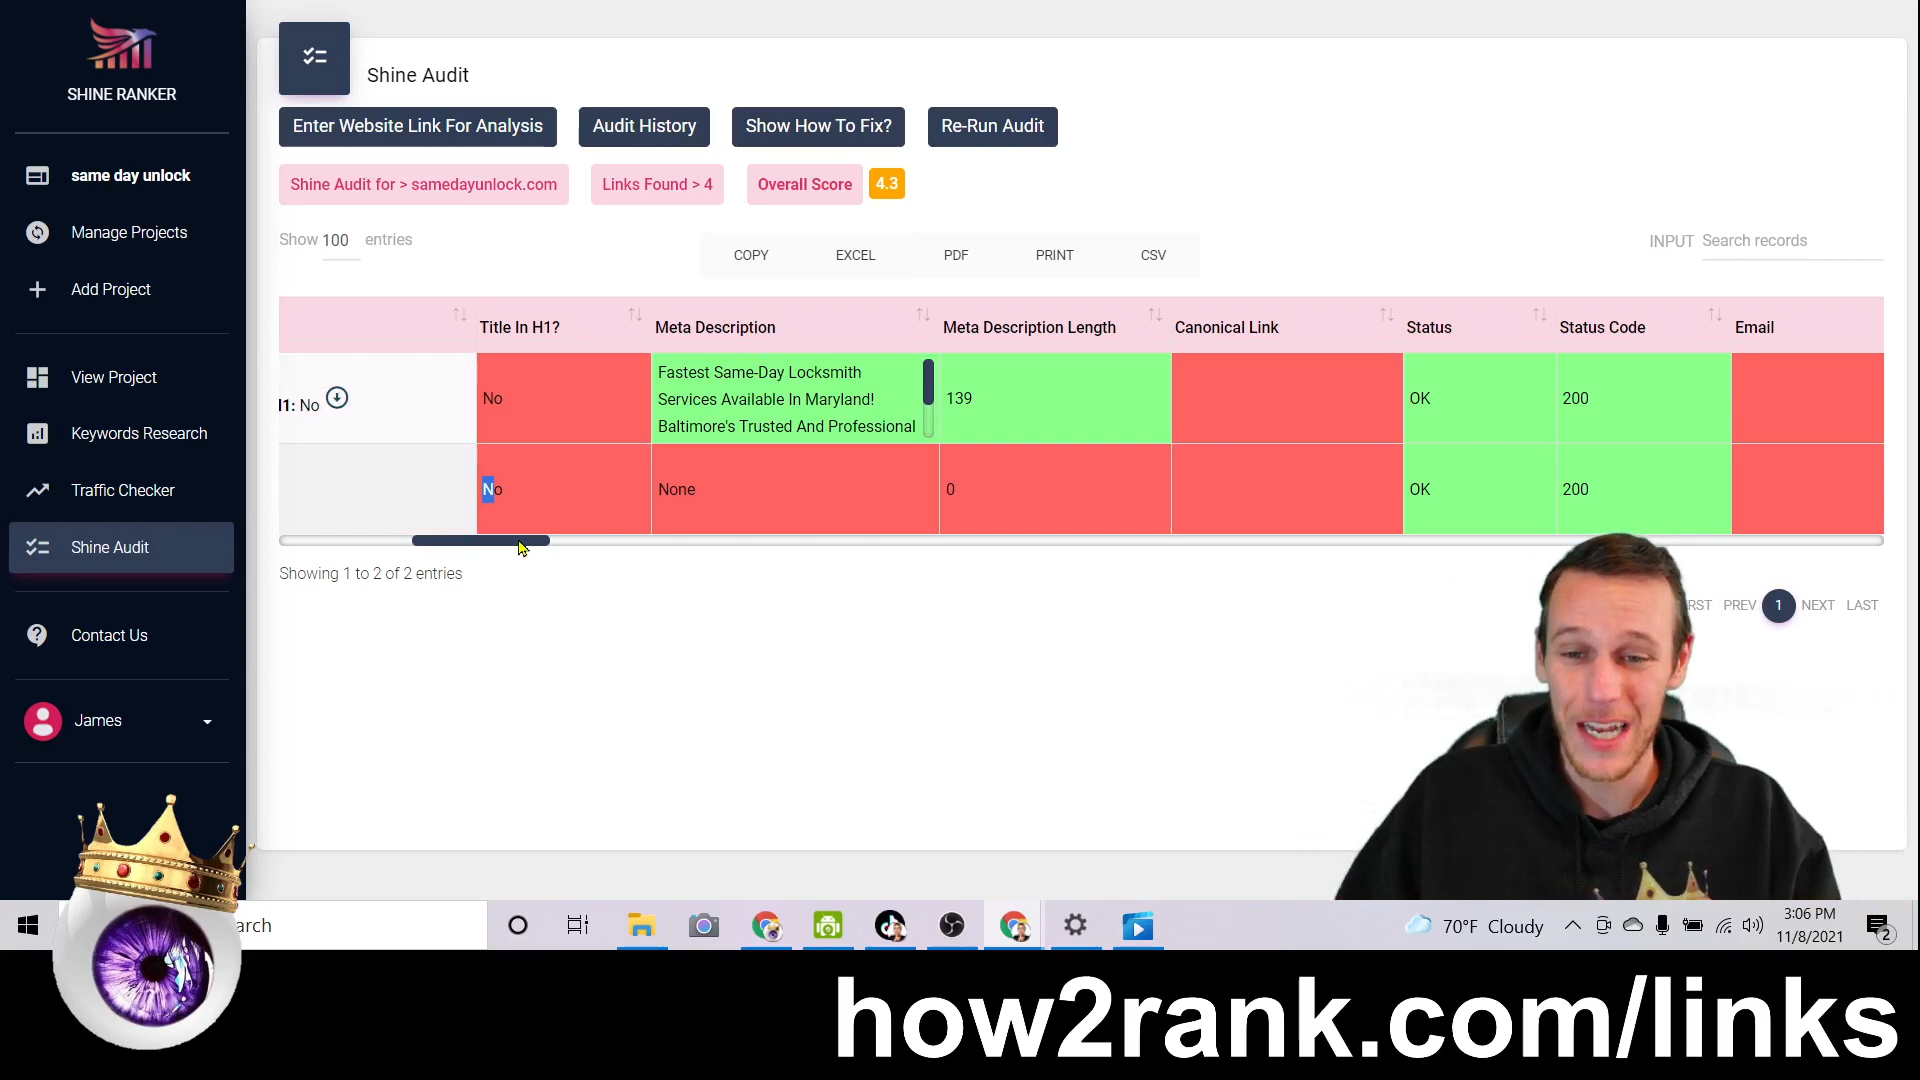 SHINE RANKER
same day unlock
Manage Projects
Add Project
View Project
Keywords Research
Traffic Checker
Shine Audit
Contact Us
James
Shine Audit
Enter Website Link For Analysis
Audit History
Show How To Fix?
Re-Run Audit
Shine Audit for > samedayunlock.com
Links Found > 4
Overall Score
4.3
Show 100 entries
COPY
EXCEL
PDF
PRINT
CSV
INPUT Search records
Title In H1?
Meta Description
Meta Description Length
Canonical Link
Status
Status Code
Email
H1: No
No
Fastest Same-Day Locksmith
Services Available In Maryland!
Baltimore's Trusted And Professional
139
OK
200
No
None
0
OK
200
Showing 1 to 2 of 2 entries
RST
PREV
1
NEXT
LAST
arch
70°F Cloudy
3:06 PM
11/8/2021
2
how2rank.com/links